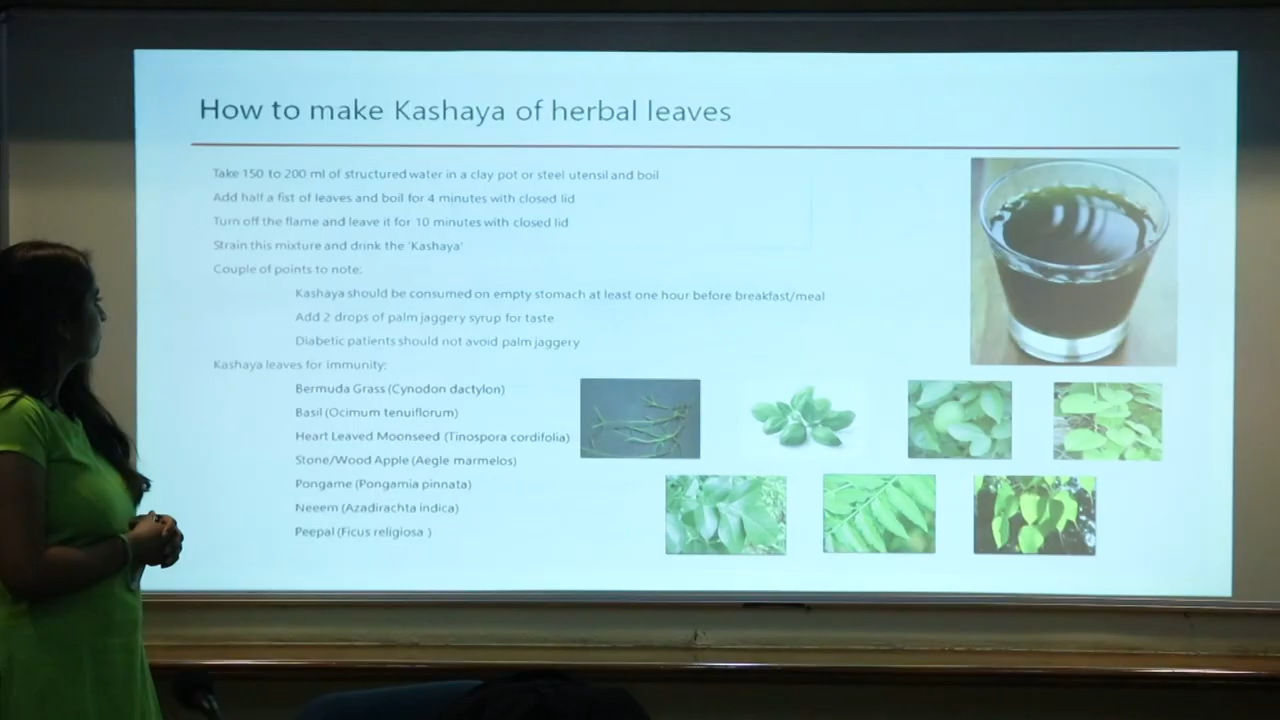 How to make Kashaya of herbal leaves
Take 150 to 200 ml of structured water in a clay pot or steel utensil and boil
Add half a fist of leaves and boil for 4 minutes with closed lid
Turn off the flame and leave it for 10 minutes with closed lid
Strain this mixture and drink the 'Kashaya'
Couple of points to note:
Kashaya should be consumed on empty stomach at least one hour before breakfast/meal
Add 2 drops of palm jaggery syrup for taste
Diabetic patients should not avoid palm jaggery
Kashaya leaves for immunity:
Bermuda Grass (Cynodon dactylon)
Basil (Ocimum tenuiflorum)
Heart Leaved Moonseed (Tinospora cordifolia)
Stone/Wood Apple (Aegle marmelos)
Pongame (Pongamia pinnata)
Neeem (Azadirachta indica)
Peepal (Ficus religiosa )